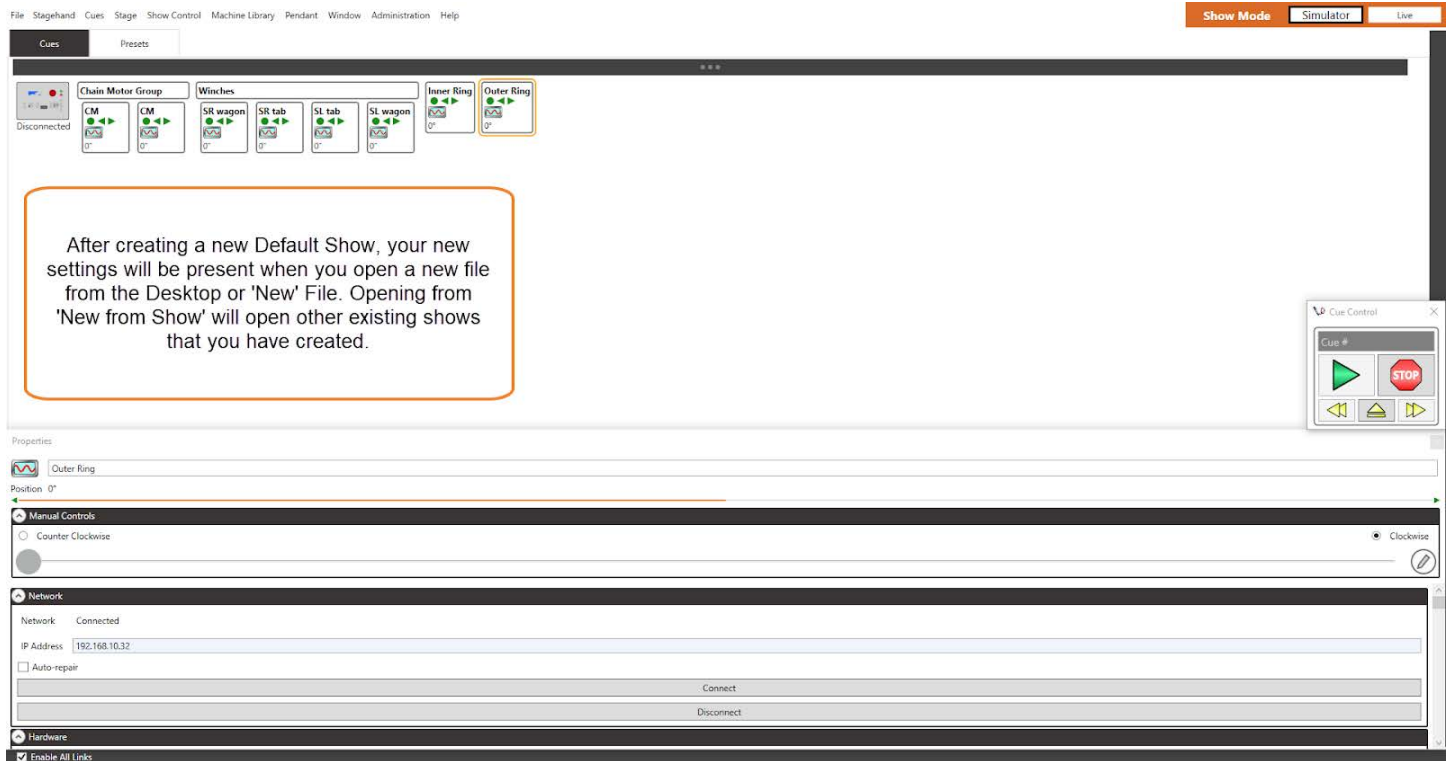 File Stagehand Cues Stage Show Control Machine Library Pendant Window Administration Help
Show Mode Simulator Live
Cues Presets
Chain Motor Group Winches Inner Ring Outer Ring
CM CM SR wagon SR tab SL tab SL wagon
0" 0" 0" 0" 0" 0" 0° 0°
Disconnected
After creating a new Default Show, your new
settings will be present when you open a new file
from the Desktop or 'New' File. Opening from
'New from Show' will open other existing shows
that you have created.
Cue Control
Cue #
STOP
Properties
Outer Ring
Position 0°
Manual Controls
Counter Clockwise Clockwise
Network
Network Connected
IP Address 192.168.10.32
Auto-repair
Connect
Disconnect
Hardware
Enable All Links